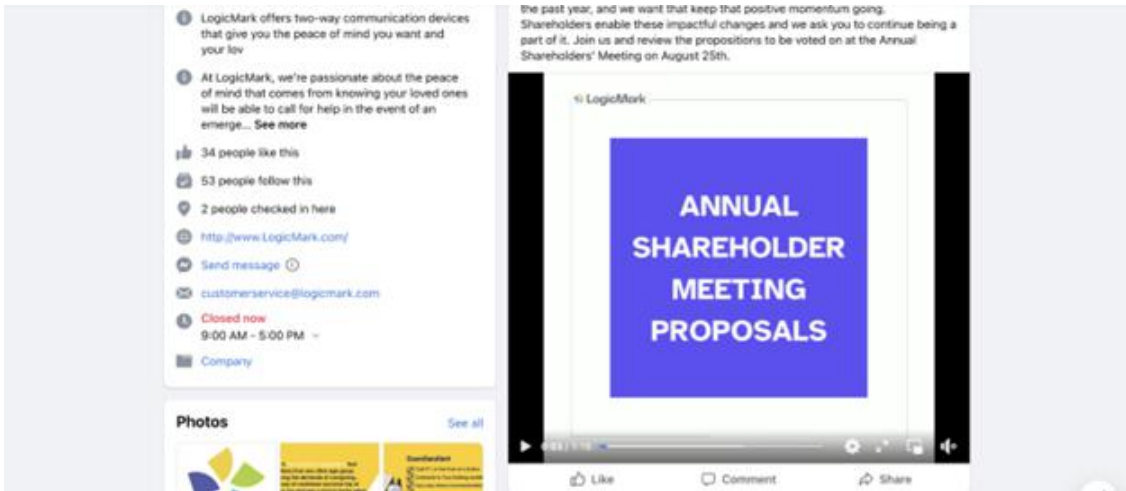 LogicMark offers two-way communication devices
that give you the peace of mind you want and
your lov
At LogicMark, we're passionate about the peace
of mind that comes from knowing your loved ones
will be able to call for help in the event of an
emerge... See more
34 people like this
53 people follow this
2 people checked in here
http://www.LogicMark.com/
Send message
customerservice@logicmark.com
Closed now
9:00 AM - 5:00 PM
Company
Photos
See all
GuardianAlert
the past year, and we want that keep that positive momentum going.
Shareholders enable these impactful changes and we ask you to continue being a
part of it. Join us and review the propositions to be voted on at the Annual
Shareholders' Meeting on August 25th.
LogicMark
ANNUAL
SHAREHOLDER
MEETING
PROPOSALS
Like
Comment
Share